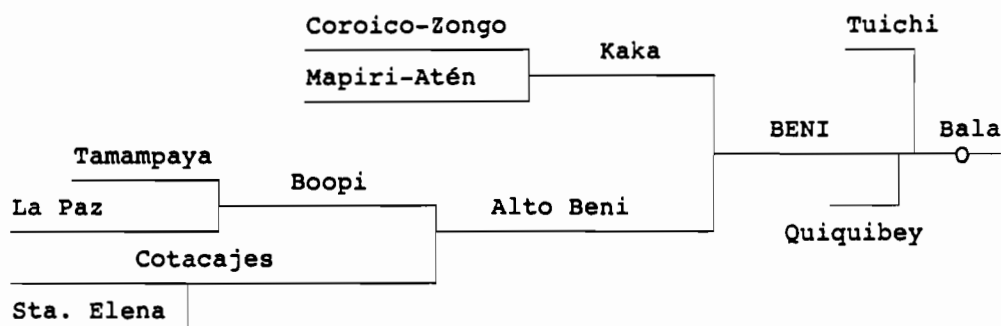 Coroico-Zongo
Tuichi
Kaka
Mapiri-Atén
BENI
Bala
Tamampaya
Boopi
La Paz
Alto Beni
Quiquibey
Cotacajes
Sta. Elena